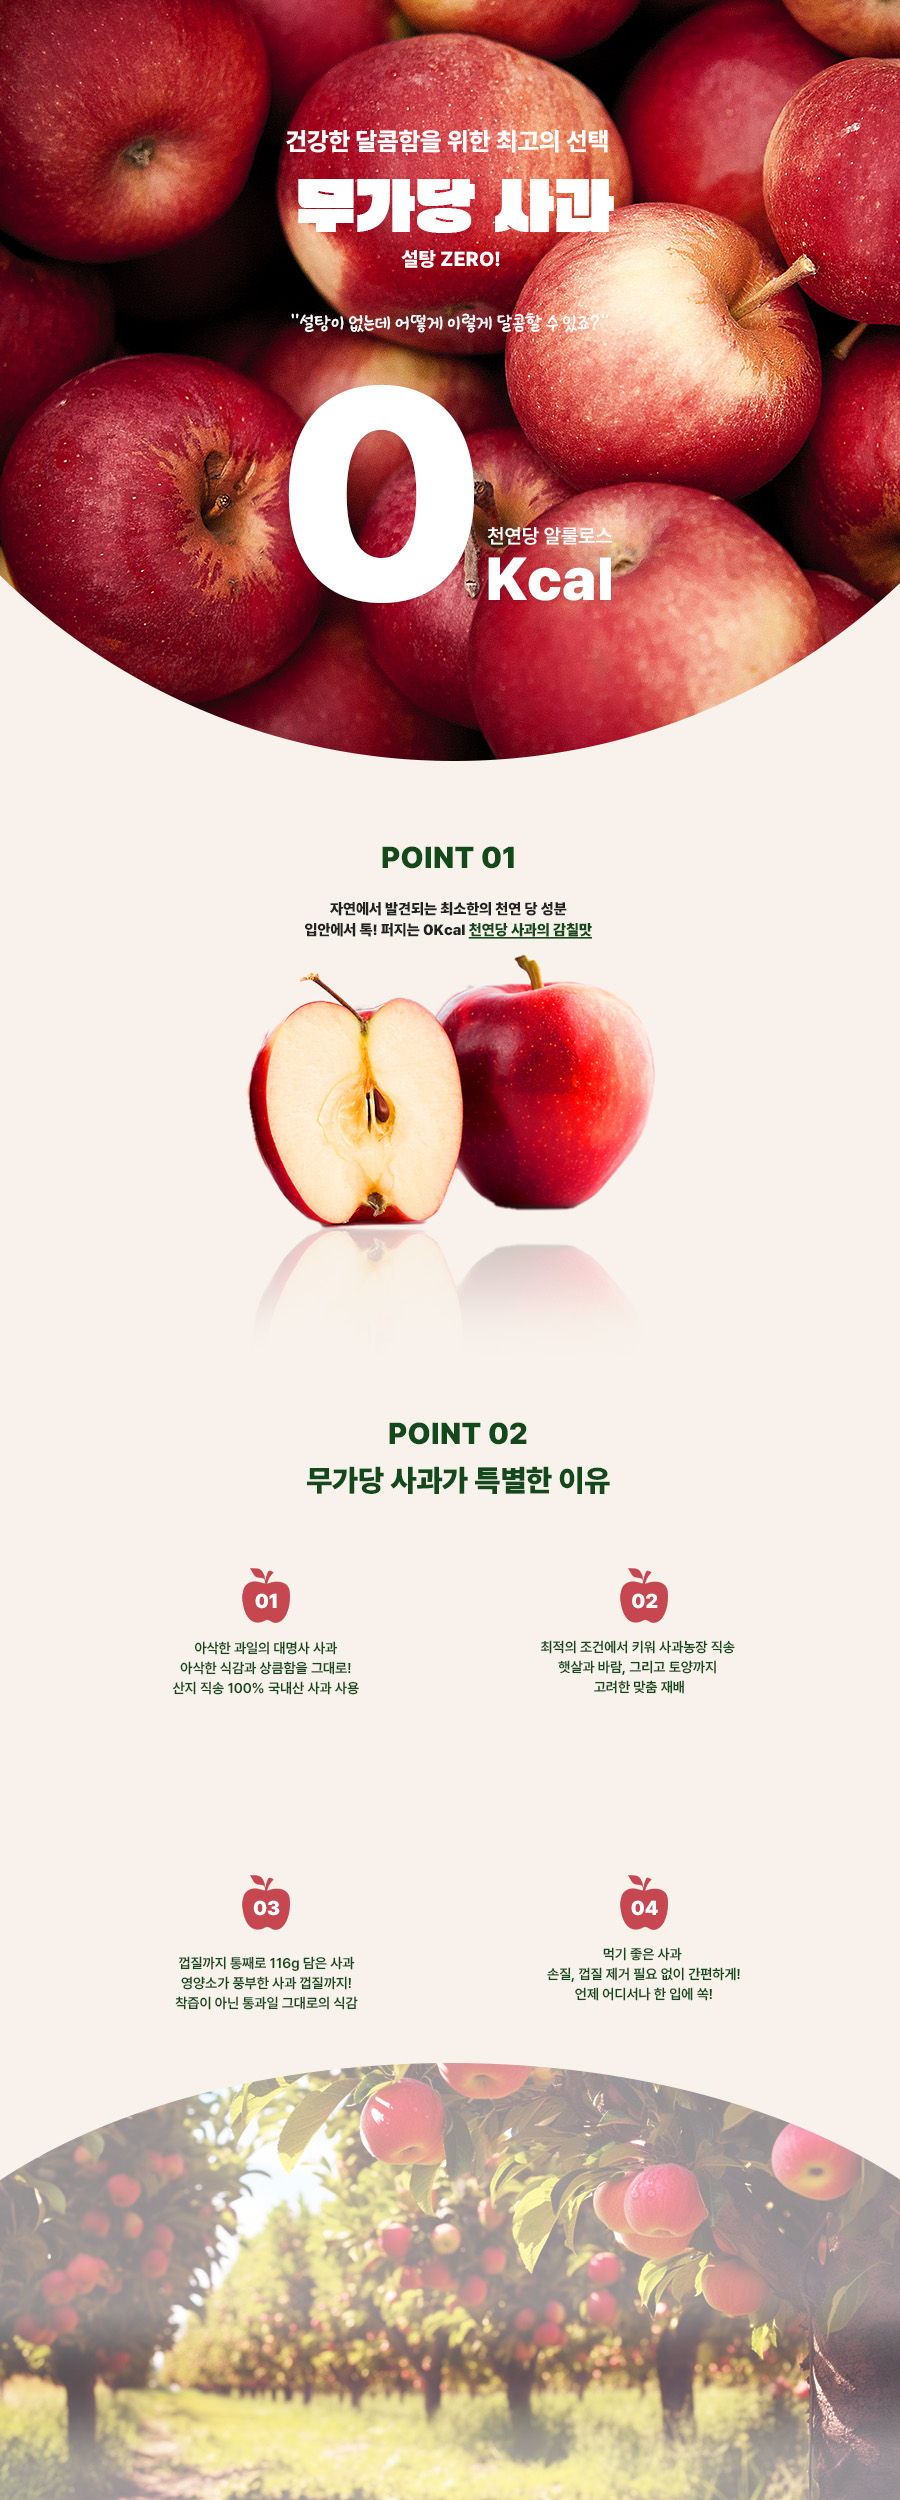 건강한 달콤함을 위한 최고의 선택
무가당 사과
설탕 ZERO!
"설탕이 없는데 어떻게 이렇게 달콤할 수 있죠?"
0
천연당 알룰로스
Kcal
POINT 01
자연에서 발견되는 최소한의 천연 당 성분
입안에서 톡! 퍼지는 0Kcal 천연당 사과의 감칠맛
POINT 02
무가당 사과가 특별한 이유
01
아삭한 과일의 대명사 사과
아삭한 식감과 상큼함을 그대로!
산지 직송 100% 국내산 사과 사용
02
최적의 조건에서 키워 사과농장 직송
햇살과 바람, 그리고 토양까지
고려한 맞춤 재배
03
껍질까지 통째로 116g 담은 사과
영양소가 풍부한 사과 껍질까지!
착즙이 아닌 통과일 그대로의 식감
04
먹기 좋은 사과
손질, 껍질 제거 필요 없이 간편하게!
언제 어디서나 한 입에 쏙!